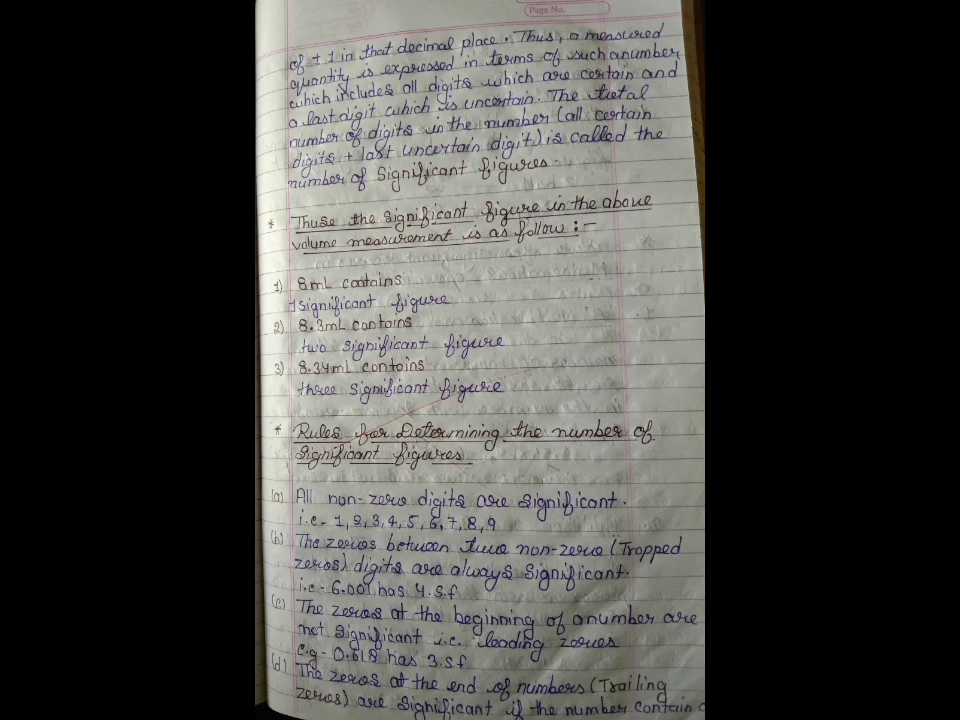 Page No.
of ± 1 in that decimal place. Thus, a measured
quantity is expressed in terms of such a number
which includes all digits which are certain and
a last digit which is uncertain. The total
number of digits in the number (all certain
digits + last uncertain digit) is called the
number of Significant figures
* Thuse the significant figure in the above
volume measurement is as follow :-
1) 8mL contains
1 Significant figure
2) 8.3mL contains
two significant figure
3) 8.34mL contains
three significant figure
* Rules for Determining the number of
Significant figures
(a) All non-zero digits are significant.
i.e- 1,2,3,4,5,6,7,8,9
(b) The zeros between two non-zero (Tropped
zeros) digits are always significant.
i.e- 6.001 has 4.s.f
(c) The zeros at the beginning of a number are
not significant i.e. leading zeroes
e.g- 0.618 has 3.s.f
(d) The zeros at the end of numbers (Trailing
zeros) are significant if the number contain